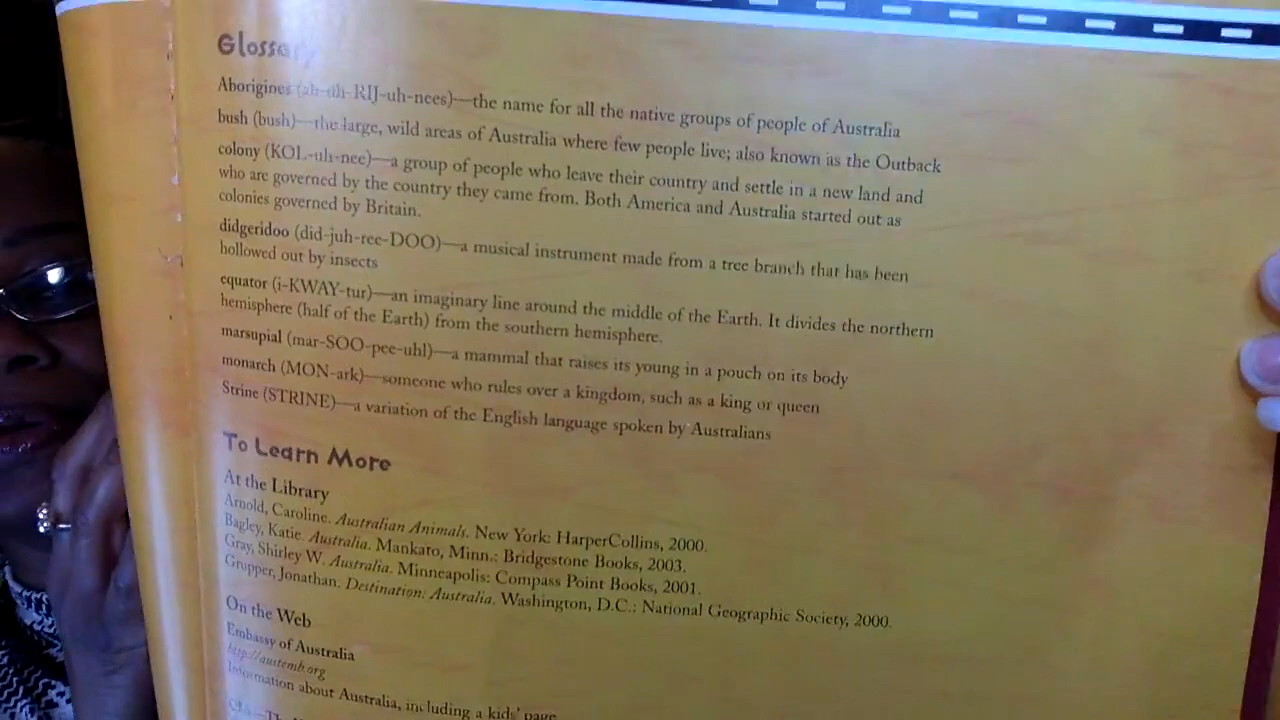 Glossary
Aborigines (ab-uh-RIJ-uh-nees)—the name for all the native groups of people of Australia
bush (bush)—the large, wild areas of Australia where few people live; also known as the Outback
colony (KOL-uh-nee)—a group of people who leave their country and settle in a new land and
who are governed by the country they came from. Both America and Australia started out as
colonies governed by Britain.
didgeridoo (did-juh-ree-DOO)—a musical instrument made from a tree branch that has been
hollowed out by insects
equator (i-KWAY-tur)—an imaginary line around the middle of the Earth. It divides the northern
hemisphere (half of the Earth) from the southern hemisphere.
marsupial (mar-SOO-pee-uhl)—a mammal that raises its young in a pouch on its body
monarch (MON-ark)—someone who rules over a kingdom, such as a king or queen
Strine (STRINE)—a variation of the English language spoken by Australians
To Learn More
At the Library
Arnold, Caroline. Australian Animals. New York: HarperCollins, 2000.
Bagley, Katie. Australia. Mankato, Minn.: Bridgestone Books, 2003.
Gray, Shirley W. Australia. Minneapolis: Compass Point Books, 2001.
Grupper, Jonathan. Destination: Australia. Washington, D.C.: National Geographic Society, 2000.
On the Web
Embassy of Australia
http://austemb.org
Information about Australia, including a kids' page